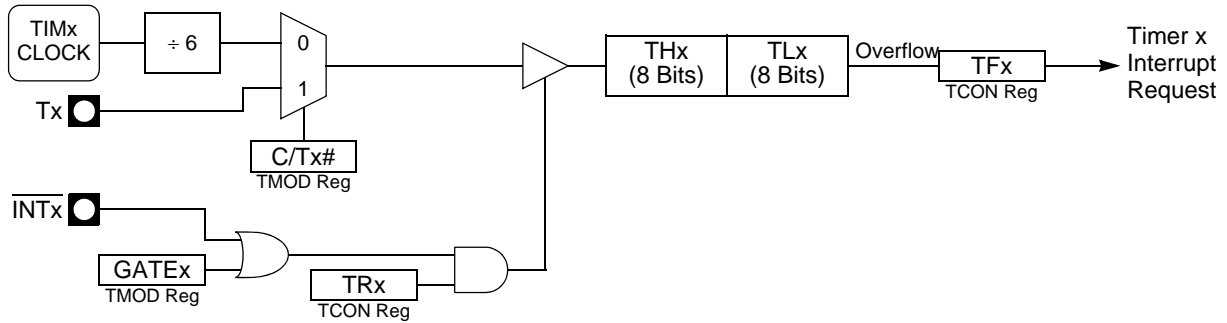 TIMx
CLOCK
÷ 6
0
1
Tx
C/Tx#
TMOD Reg
THx
(8 Bits)
TLx
(8 Bits)
Overflow
TFx
TCON Reg
Timer x
Interrupt
Request
INTx
GATEx
TMOD Reg
TRx
TCON Reg